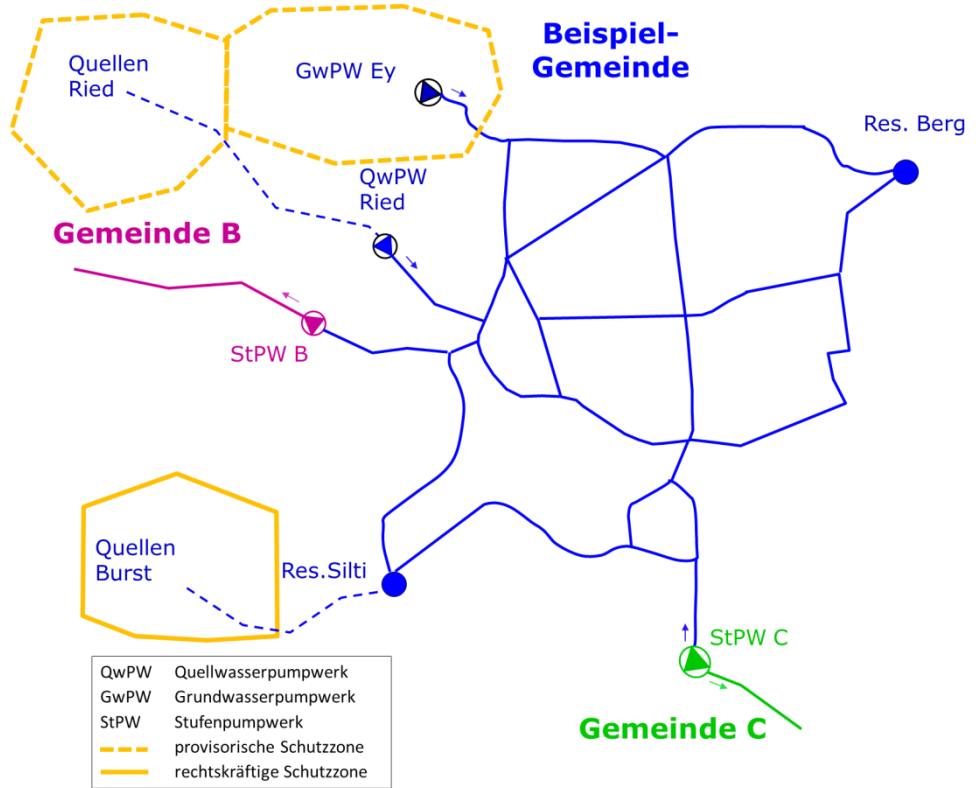 Beispiel-
Gemeinde
Quellen
Ried
GwPW Ey
Res. Berg
QwPW
Ried
Gemeinde B
StPW B
Quellen
Burst
Res.Silti
StPW C
Gemeinde C
QwPW Quellwasserpumpwerk
GwPW Grundwasserpumpwerk
StPW Stufenpumpwerk
provisorische Schutzzone
rechtskräftige Schutzzone